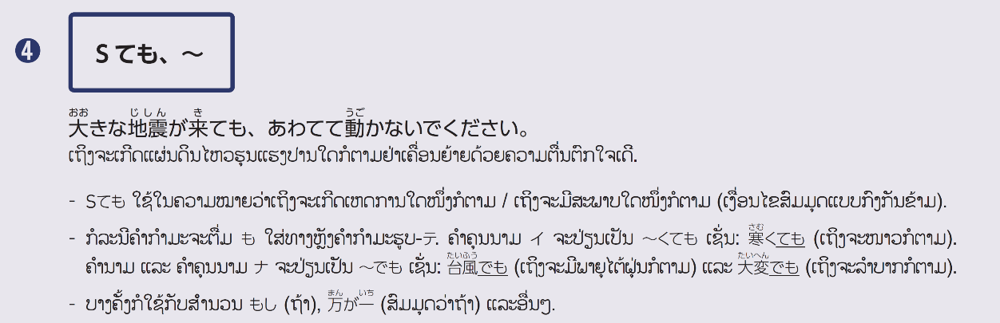 4 Sても、～
大きな地震が来ても、あわてて動かないでください。
ເຖິງຈະເກີດແຜ່ນດິນໄຫວຮຸນແຮງປານໃດກໍຕາມຢ່າເຄື່ອນຍ້າຍດ້ວຍຄວາມຕື່ນຕົກໃຈເດີ.
- Sても ໃຊ້ໃນຄວາມໝາຍວ່າເຖິງຈະເກີດເຫດການໃດໜຶ່ງກໍຕາມ / ເຖິງຈະມີສະພາບໃດໜຶ່ງກໍຕາມ (ເງື່ອນໄຂສົມມຸດແບບກົງກັນຂ້າມ).
- ກໍລະນີຄຳກຳມະຈະຕື່ມ も ໃສ່ທາງຫຼັງຄຳກຳມະຮູບ-テ. ຄຳຄຸນນາມ イ ຈະປ່ຽນເປັນ ～くても ເຊັ່ນ: 寒くても (ເຖິງຈະໜາວກໍຕາມ).
ຄຳນາມ ແລະ ຄຳຄຸນນາມ ナ ຈະປ່ຽນເປັນ ～でも ເຊັ່ນ: 台風でも (ເຖິງຈະມີພາຍຸໄຕ້ຝຸ່ນກໍຕາມ) ແລະ 大変でも (ເຖິງຈະລຳບາກກໍຕາມ).
- ບາງຄັ້ງກໍໃຊ້ກັບສຳນວນ もし (ຖ້າ), 万が一 (ສົມມຸດວ່າຖ້າ) ແລະອື່ນໆ.